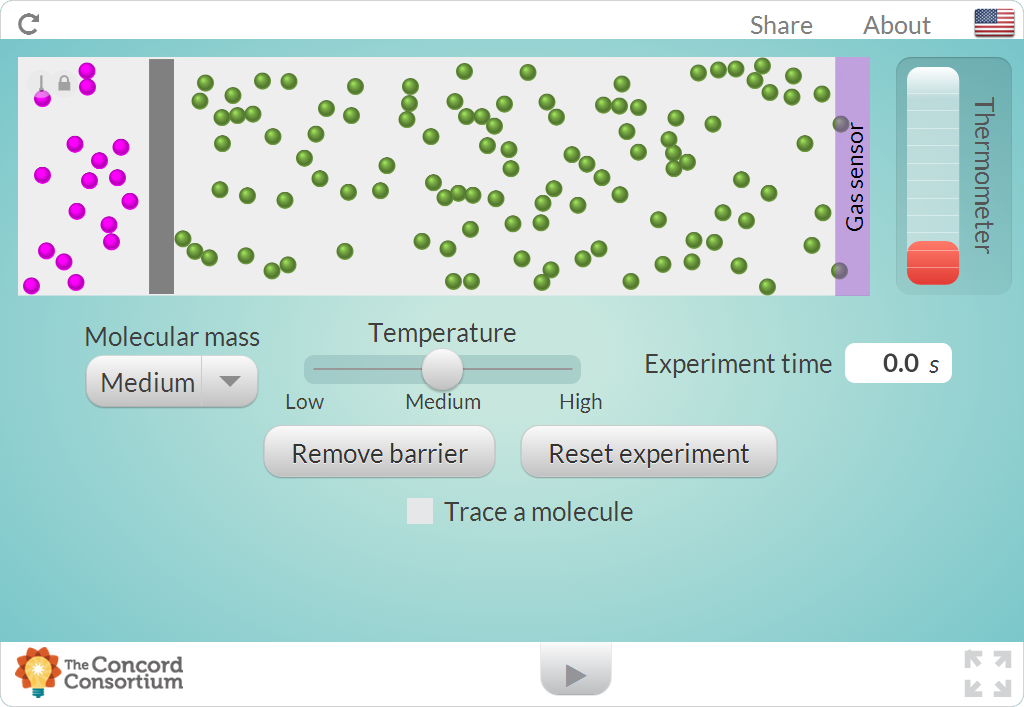 Share
About
Gas sensor
Thermometer
Molecular mass
Medium
Temperature
Low
Medium
High
Experiment time
0.0 s
Remove barrier
Reset experiment
Trace a molecule
The Concord
Consortium